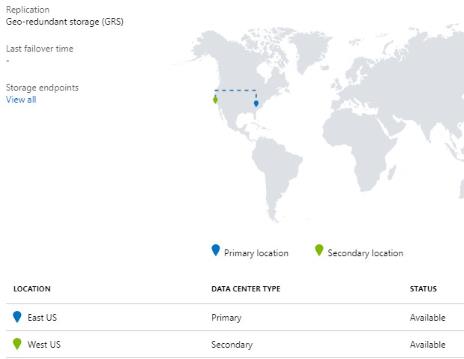 Replication
Geo-redundant storage (GRS)
Last failover time
-
Storage endpoints
View all
Primary location Secondary location
LOCATION DATA CENTER TYPE STATUS
East US Primary Available
West US Secondary Available